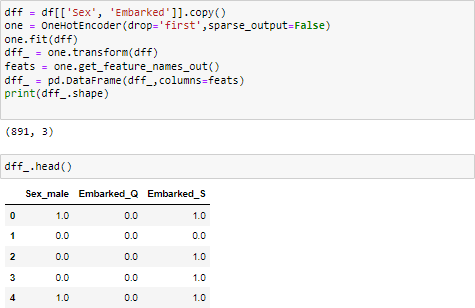 dff = df[['Sex', 'Embarked']].copy()
one = OneHotEncoder(drop='first',sparse_output=False)
one.fit(dff)
dff_ = one.transform(dff)
feats = one.get_feature_names_out()
dff_ = pd.DataFrame(dff_,columns=feats)
print(dff_.shape)
(891, 3)
dff_.head()
Sex_male Embarked_Q Embarked_S
0 1.0 0.0 1.0
1 0.0 0.0 0.0
2 0.0 0.0 1.0
3 0.0 0.0 1.0
4 1.0 0.0 1.0